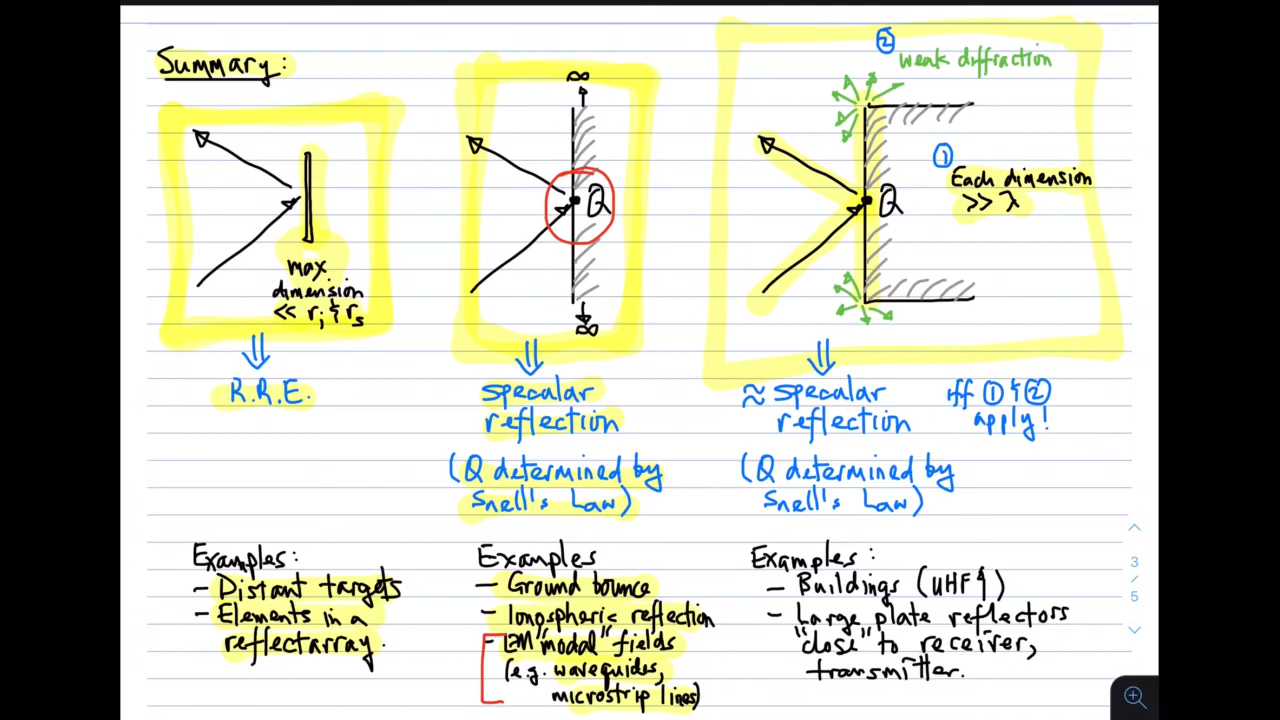 Summary:
max
dimension
<< ri & rs
⇓
R.R.E.
Examples:
- Distant targets
- Elements in a
reflectarray.
∞
Q
∞
⇓
specular
reflection
(Q determined by
Snell's Law)
Examples
- Ground bounce
- Ionospheric reflection
- EM "modal" fields
(e.g. waveguides,
microstrip lines)
②
weak diffraction
①
Each dimension
>> λ
Q
⇓
≈ specular
reflection
iff ① & ②
apply!
(Q determined by
Snell's Law)
Examples:
- Buildings (UHF↑)
- Large plate reflectors
"close" to receiver,
transmitter.
3
/
5